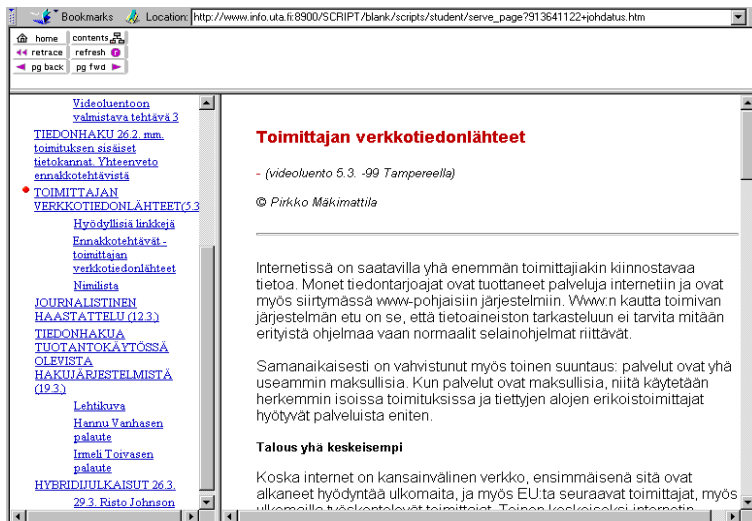 Bookmarks Location: http://www.info.uta.fi:8900/SCRIPT/blank/scripts/student/serve_page?913641122+johdatus.htm
home contents
retrace refresh
pg back pg fwd
Videoluentoon
valmistava tehtävä 3
TIEDONHAKU 26.2. mm.
toimituksen sisäiset
tietokannat. Yhteenveto
ennakkotehtävistä
TOIMITTAJAN
VERKKOTIEDONLÄHTEET(5.3
Hyödyllisiä linkkejä
Ennakkotehtävät -
toimittajan
verkkotiedonlähteet
Nimilista
JOURNALISTINEN
HAASTATTELU (12.3.)
TIEDONHAKUA
TUOTANTOKÄYTÖSSÄ
OLEVISTA
HAKUJÄRJESTELMISTÄ
(19.3.)
Lehtikuva
Hannu Vanhasen
palaute
Irmeli Toivasen
palaute
HYBRIDIJULKAISUT 26.3.
29.3. Risto Johnson
Toimittajan verkkotiedonlähteet
- (videoluento 5.3. -99 Tampereella)
© Pirkko Mäkimattila
Internetissä on saatavilla yhä enemmän toimittajiakin kiinnostavaa
tietoa. Monet tiedontarjoajat ovat tuottaneet palveluja internetiin ja ovat
myös siirtymässä www-pohjaisiin järjestelmiin. Www:n kautta toimivan
järjestelmän etu on se, että tietoaineiston tarkasteluun ei tarvita mitään
erityistä ohjelmaa vaan normaalit selainohjelmat riittävät.
Samanaikaisesti on vahvistunut myös toinen suuntaus: palvelut ovat yhä
useammin maksullisia. Kun palvelut ovat maksullisia, niitä käytetään
herkemmin isoissa toimituksissa ja tiettyjen alojen erikoistoimittajat
hyötyvät palveluista eniten.
Talous yhä keskeisempi
Koska internet on kansainvälinen verkko, ensimmäisenä sitä ovat
alkaneet hyödyntää ulkomaita, ja myös EU:ta seuraavat toimittajat, myös
ulkomailla työskentelevät toimittajat. Toinen keskeiseksi internetin